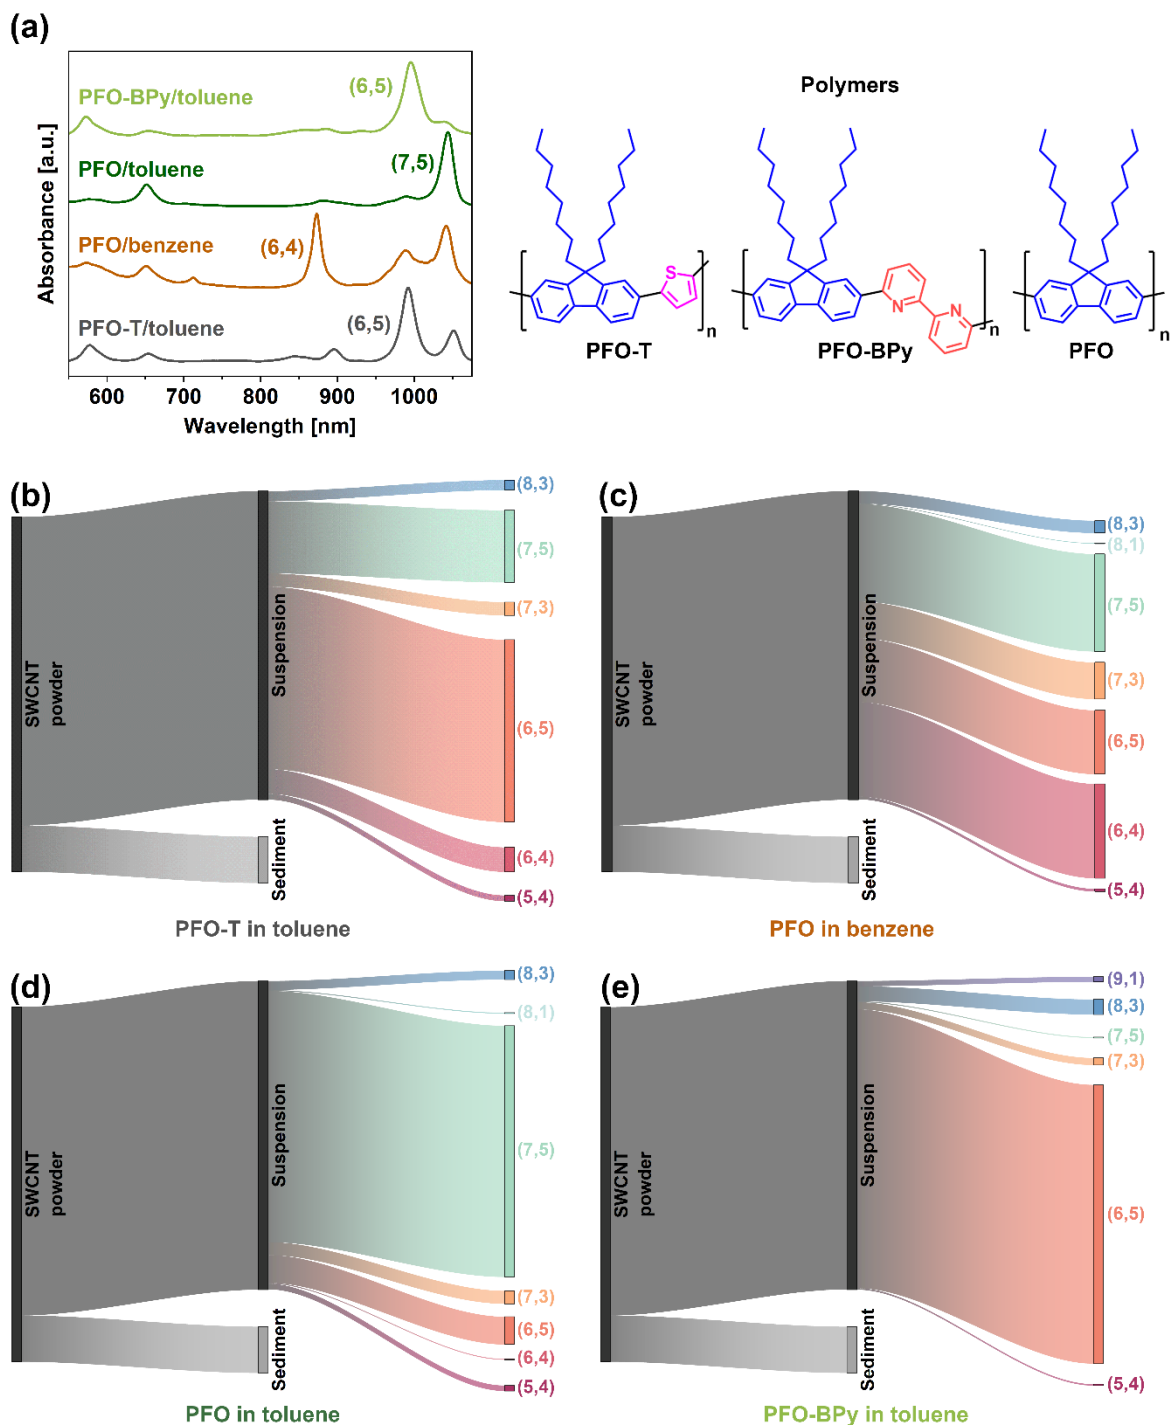 (a)
PFO-BPy/toluene
(6,5)
PFO/toluene
(7,5)
PFO/benzene
(6,4)
PFO-T/toluene
(6,5)
Absorbance [a.u.]
600 700 800 900 1000
Wavelength [nm]
Polymers
S
n
PFO-T
N
N
n
PFO-BPy
n
PFO
(b)
SWCNT
powder
Suspension
Sediment
(8,3)
(7,5)
(7,3)
(6,5)
(6,4)
(5,4)
PFO-T in toluene
(c)
SWCNT
powder
Suspension
Sediment
(8,3)
(8,1)
(7,5)
(7,3)
(6,5)
(6,4)
(5,4)
PFO in benzene
(d)
SWCNT
powder
Suspension
Sediment
(8,3)
(8,1)
(7,5)
(7,3)
(6,5)
(6,4)
(5,4)
PFO in toluene
(e)
SWCNT
powder
Suspension
Sediment
(9,1)
(8,3)
(7,5)
(7,3)
(6,5)
(5,4)
PFO-BPy in toluene